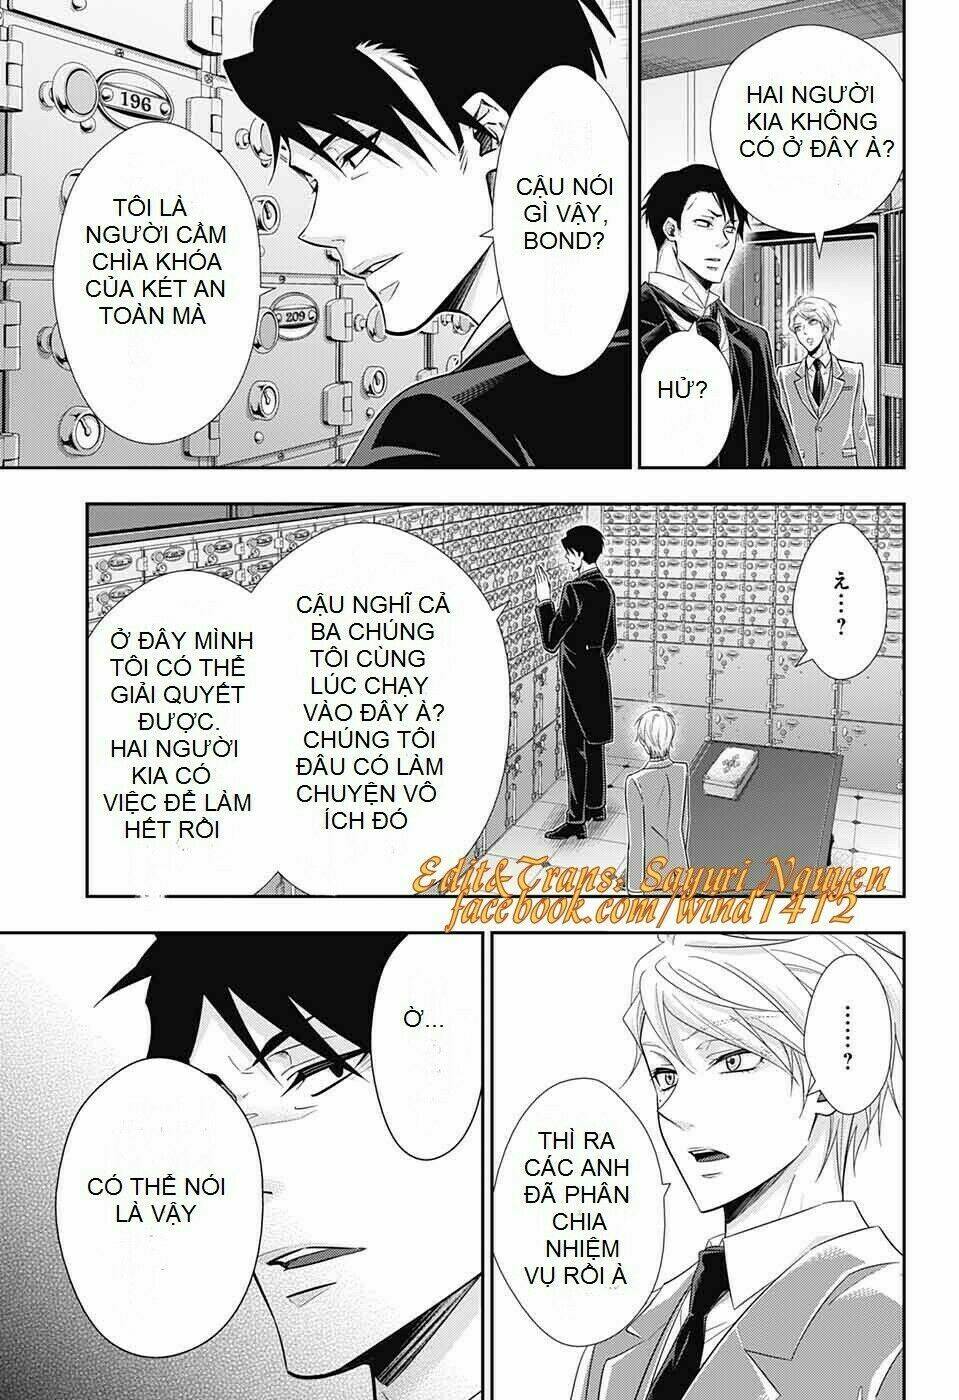 HAI NGƯỜI
KIA KHÔNG
CÓ Ở ĐÂY À?
HỬ?
CẬU NÓI
GÌ VẬY,
BOND?
196
TÔI LÀ
NGƯỜI CẦM
CHÌA KHÓA
CỦA KÉT AN
TOÀN MÀ
209
え……?
CẬU NGHĨ CẢ
BA CHÚNG
TÔI CÙNG
LÚC CHẠY
VÀO ĐÂY À?
CHÚNG TÔI
ĐÂU CÓ LÀM
CHUYỆN VÔ
ÍCH ĐÓ
Ở ĐÂY MÌNH
TÔI CÓ THỂ
GIẢI QUYẾT
ĐƯỢC.
HAI NGƯỜI
KIA CÓ
VIỆC ĐỂ LÀM
HẾT RỒI
Edit&Trans: Sayuri Nguyen
facebook.com/wind1412
……?
THÌ RA
CÁC ANH
ĐÃ PHÂN
CHIA
NHIỆM
VỤ RỒI À
Ờ...
CÓ THỂ NÓI
LÀ VẬY